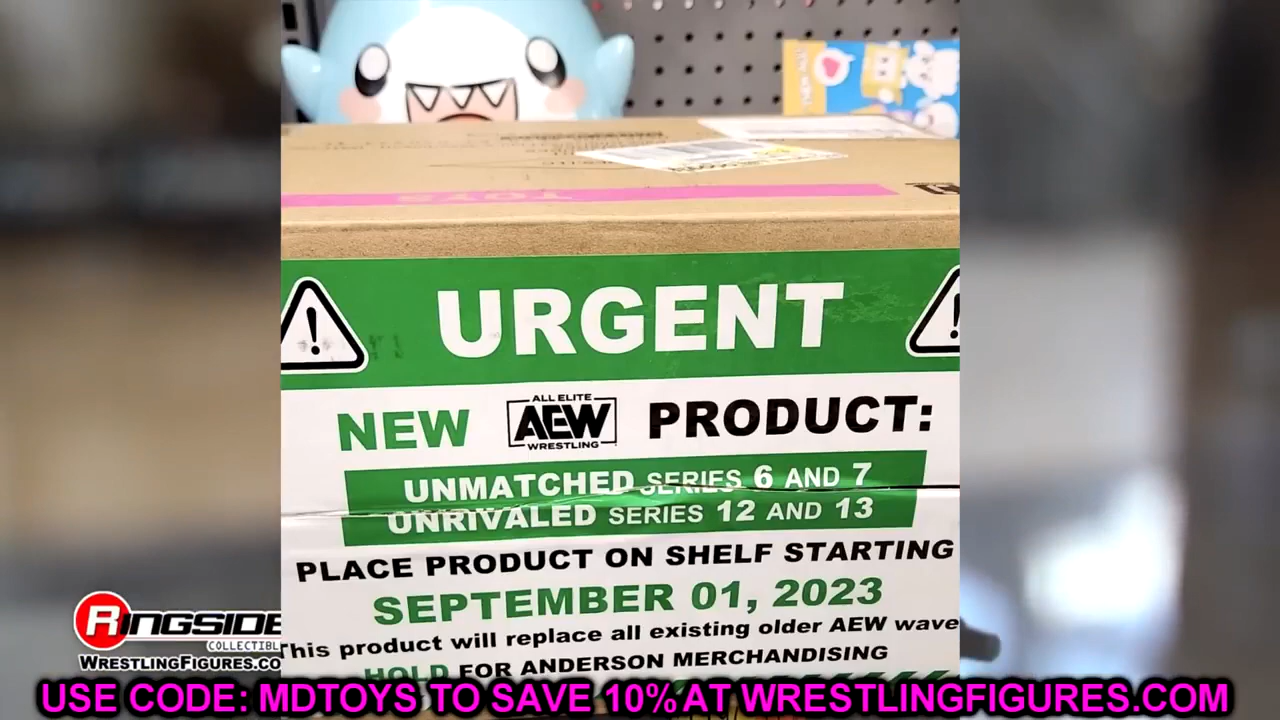 TOYS
URGENT
NEW ALL ELITE AEW WRESTLING PRODUCT:
UNMATCHED SERIES 6 AND 7
UNRIVALED SERIES 12 AND 13
PLACE PRODUCT ON SHELF STARTING
SEPTEMBER 01, 2023
This product will replace all existing older AEW wave
HOLD FOR ANDERSON MERCHANDISING
RINGSIDE
COLLECTIBL
WRESTLINGFIGURES.CO
USE CODE: MDTOYS TO SAVE 10% AT WRESTLINGFIGURES.COM